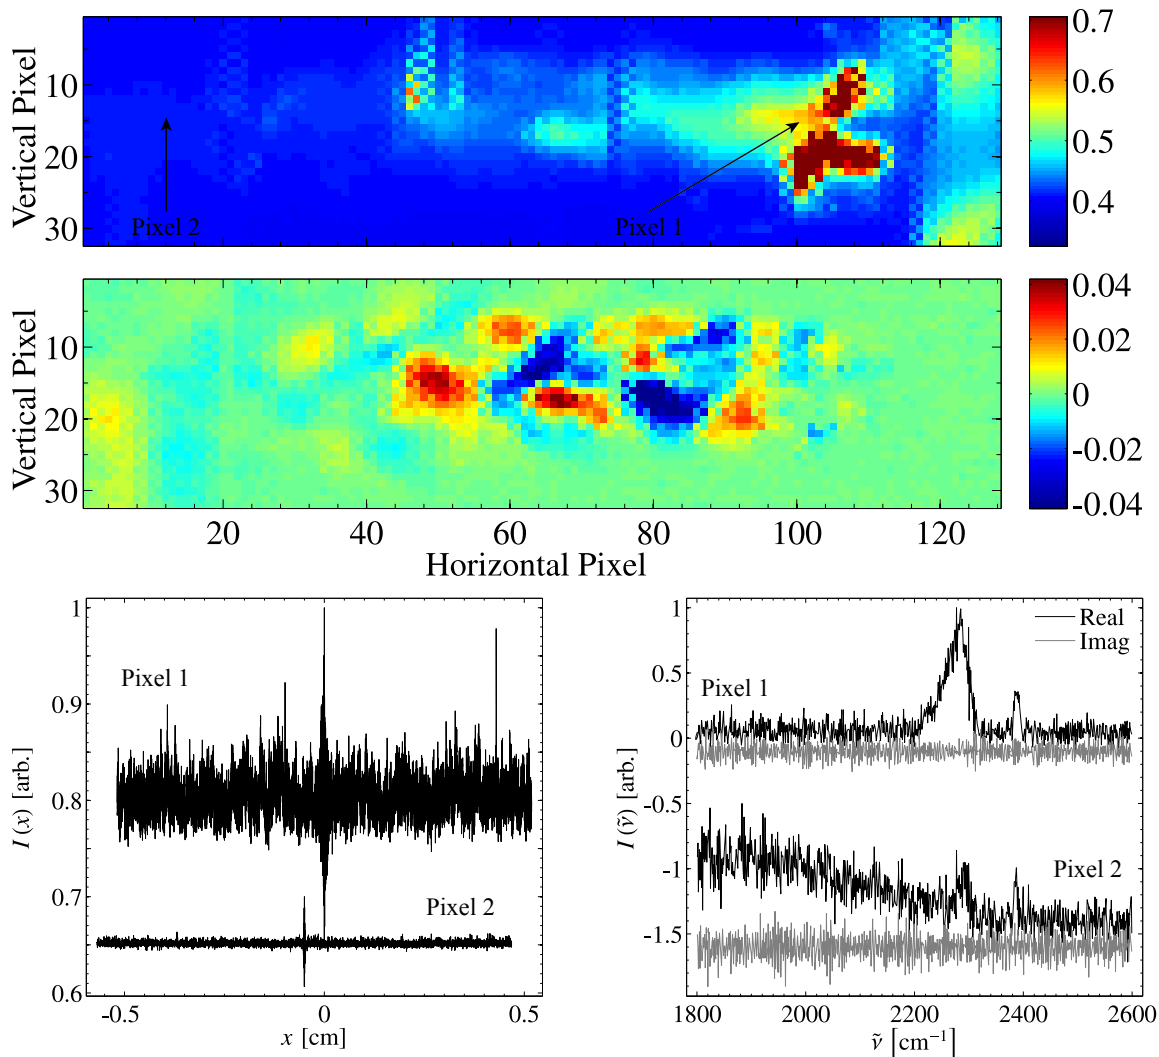 Vertical Pixel
10
20
30
Pixel 2
Pixel 1
0.7
0.6
0.5
0.4
Vertical Pixel
10
20
30
20
40
60
80
100
120
Horizontal Pixel
0.04
0.02
0
-0.02
-0.04
I(x) [arb.]
1
0.9
0.8
0.7
0.6
Pixel 1
Pixel 2
-0.5
0
0.5
x [cm]
I(ν̃) [arb.]
1
0.5
0
-0.5
-1
-1.5
Real
Imag
Pixel 1
Pixel 2
1800
2000
2200
2400
2600
ν̃ [cm⁻¹]